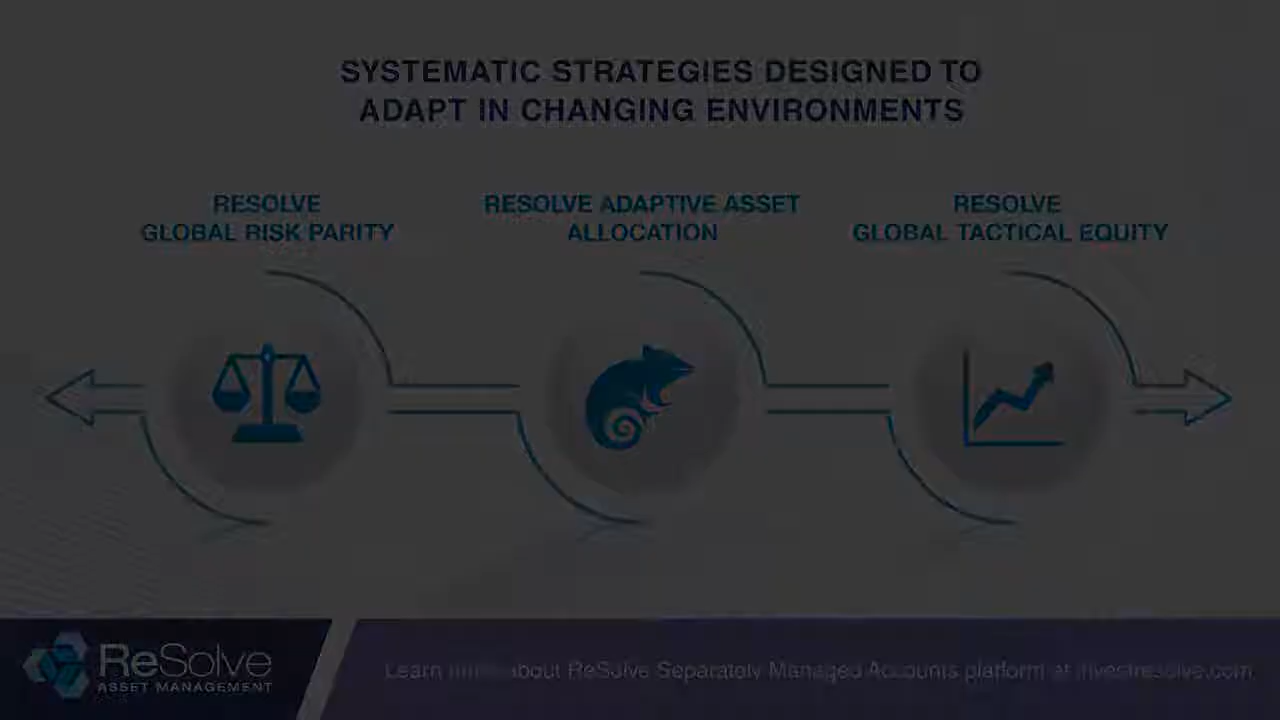 SYSTEMATIC STRATEGIES DESIGNED TO
ADAPT IN CHANGING ENVIRONMENTS
RESOLVE
GLOBAL RISK PARITY
RESOLVE ADAPTIVE ASSET
ALLOCATION
RESOLVE
GLOBAL TACTICAL EQUITY
ReSolve
ASSET MANAGEMENT
Learn more about ReSolve Separately Managed Accounts platform at investresolve.com